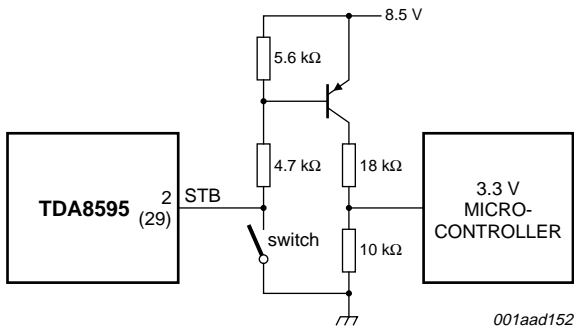 8.5 V
5.6 kΩ
4.7 kΩ
18 kΩ
TDA8595
2
(29)
STB
switch
10 kΩ
3.3 V
MICRO-
CONTROLLER
001aad152